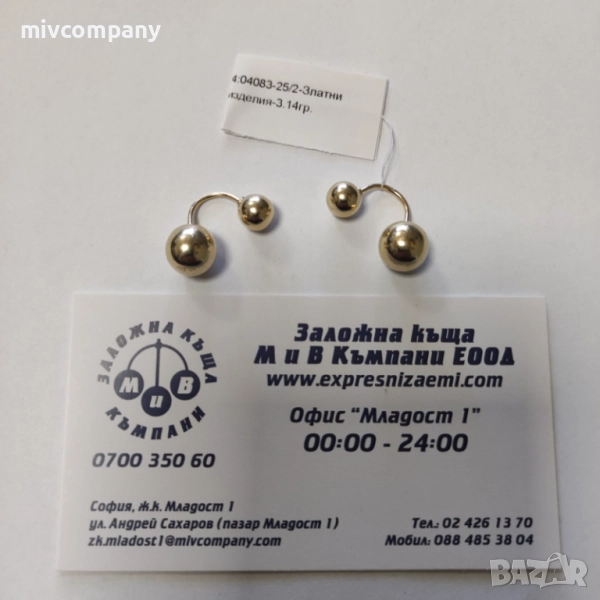 mivcompany
4:04083-25/2-Златни
изделия-3.14гр.
ЗАЛОЖНА КЪЩА
М и В
КЪМПАНИ
0700 350 60
Заложна къща
М и В Къмпани ЕООД
www.expresnizaemi.com
Офис "Младост 1"
00:00 - 24:00
София, ж.к. Младост 1
ул. Андрей Сахаров (пазар Младост 1)
zk.mladost1@mivcompany.com
Тел.: 02 426 13 70
Мобил: 088 485 38 04
BAZAR